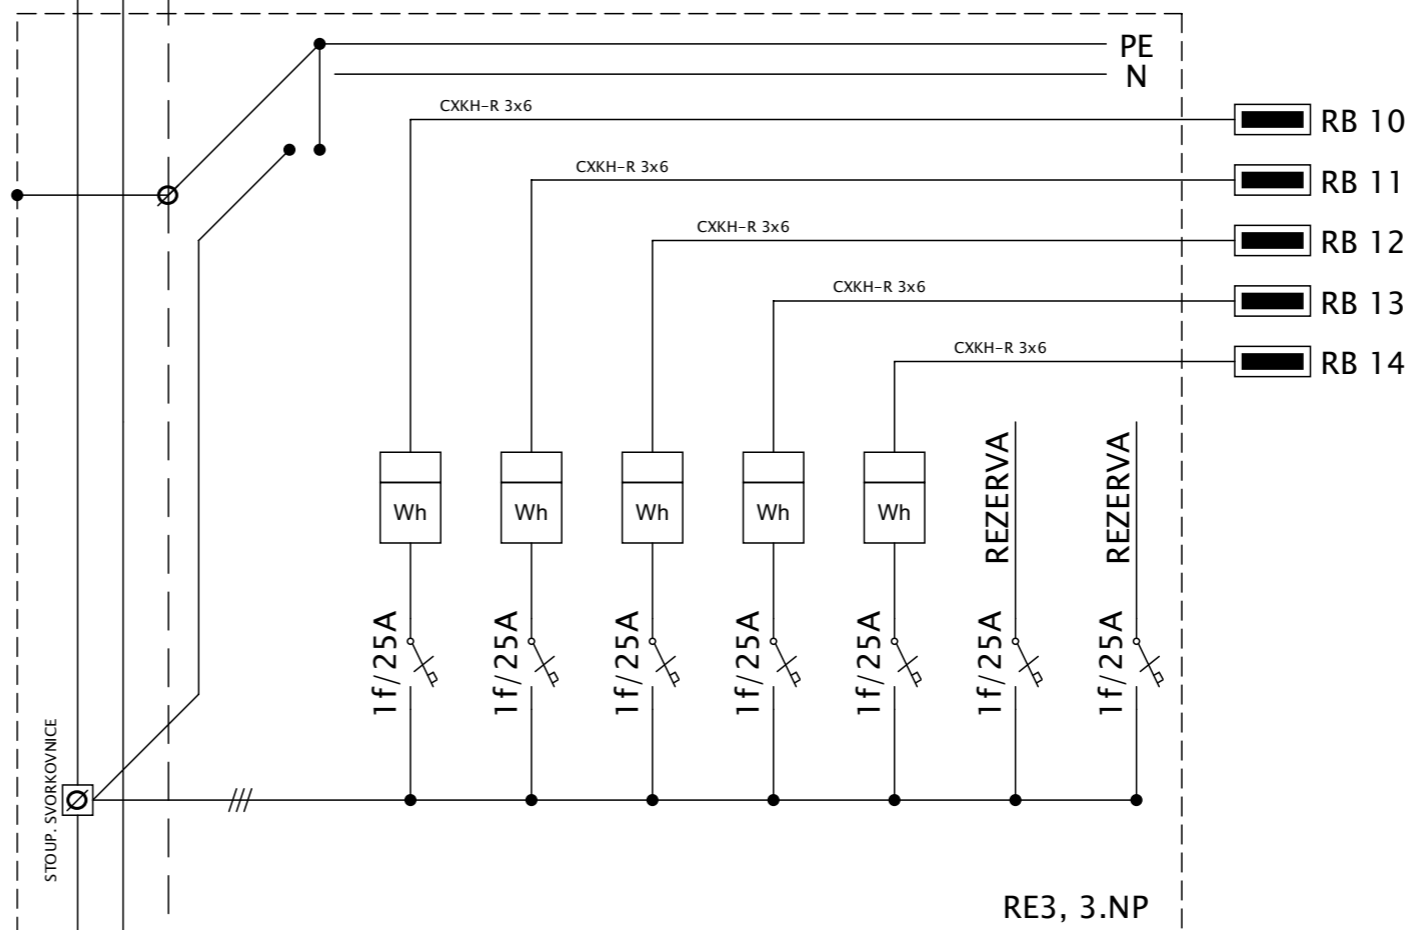 PE
N
CXKH-R 3x6
RB 10
CXKH-R 3x6
RB 11
CXKH-R 3x6
RB 12
CXKH-R 3x6
RB 13
CXKH-R 3x6
RB 14
REZERVA
REZERVA
Wh
Wh
Wh
Wh
Wh
1f/25A
1f/25A
1f/25A
1f/25A
1f/25A
1f/25A
1f/25A
STOUP. SVORKOVNICE
RE3, 3.NP